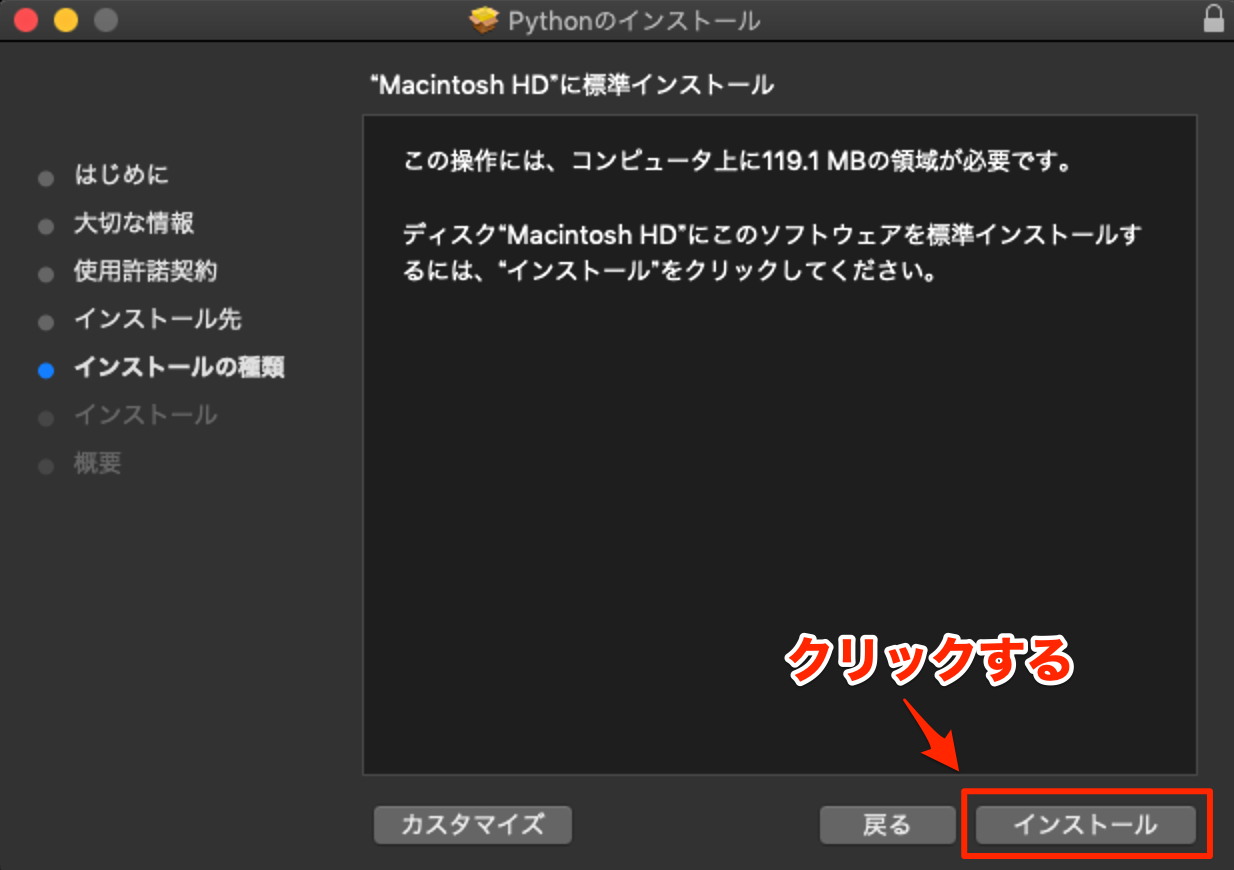 Pythonのインストール
“Macintosh HD”に標準インストール
はじめに
大切な情報
使用許諾契約
インストール先
インストールの種類
インストール
概要
この操作には、コンピュータ上に119.1 MBの領域が必要です。
ディスク“Macintosh HD”にこのソフトウェアを標準インストールす
るには、“インストール”をクリックしてください。
クリックする
カスタマイズ
戻る
インストール